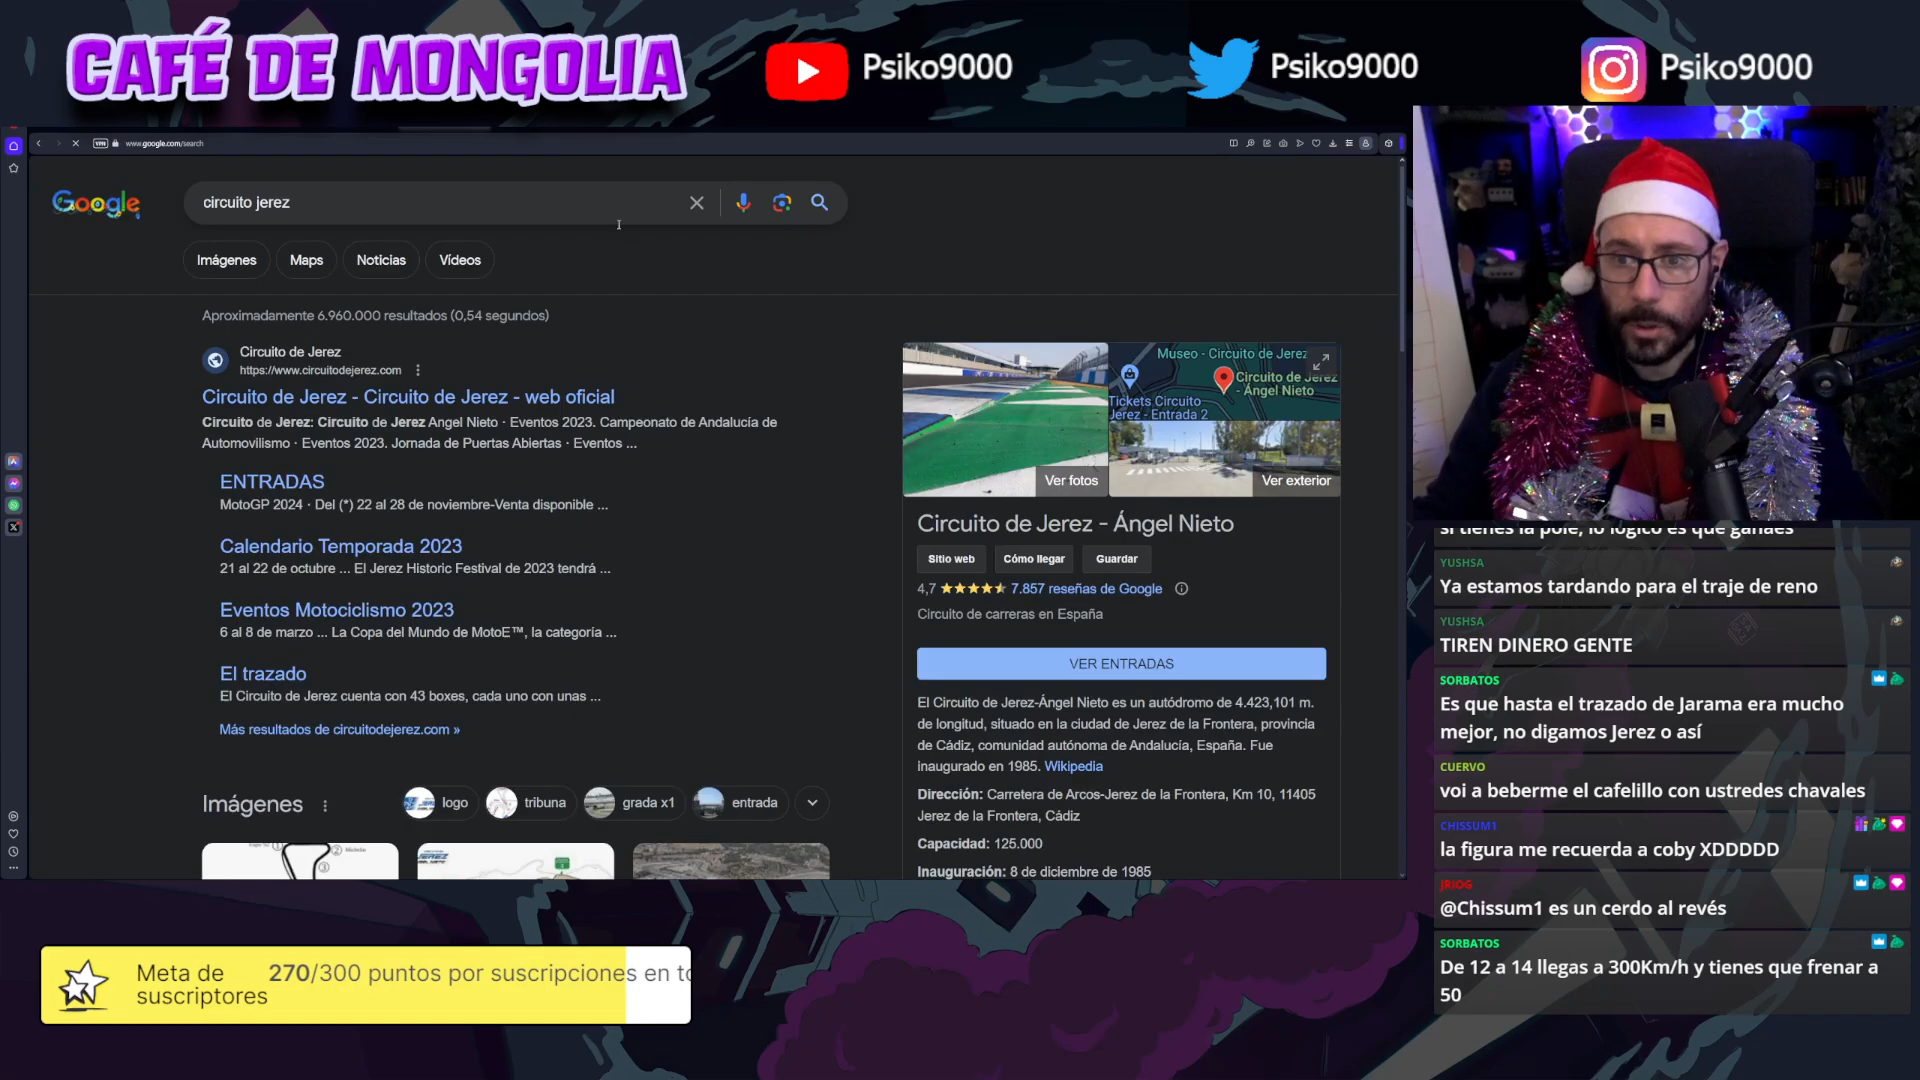 CAFÉ DE MONGOLIA
Psiko9000
Psiko9000
Psiko9000
VPN
www.google.com/search
Google
circuito jerez
Imágenes
Maps
Noticias
Vídeos
Aproximadamente 6.960.000 resultados (0,54 segundos)
Circuito de Jerez
https://www.circuitodejerez.com
Circuito de Jerez - Circuito de Jerez - web oficial
Circuito de Jerez: Circuito de Jerez Angel Nieto · Eventos 2023. Campeonato de Andalucía de
Automovilismo · Eventos 2023. Jornada de Puertas Abiertas · Eventos ...
ENTRADAS
MotoGP 2024 · Del (*) 22 al 28 de noviembre-Venta disponible ...
Calendario Temporada 2023
21 al 22 de octubre ... El Jerez Historic Festival de 2023 tendrá ...
Eventos Motociclismo 2023
6 al 8 de marzo ... La Copa del Mundo de MotoE™, la categoría ...
El trazado
El Circuito de Jerez cuenta con 43 boxes, cada uno con unas ...
Más resultados de circuitodejerez.com »
Imágenes
logo
tribuna
grada x1
entrada
Museo - Circuito de Jerez
Circuito de Jerez
- Ángel Nieto
Tickets Circuito
Jerez - Entrada 2
Ver fotos
Ver exterior
Circuito de Jerez - Ángel Nieto
Sitio web
Cómo llegar
Guardar
4,7
7.857 reseñas de Google
Circuito de carreras en España
VER ENTRADAS
El Circuito de Jerez-Ángel Nieto es un autódromo de 4.423,101 m.
de longitud, situado en la ciudad de Jerez de la Frontera, provincia
de Cádiz, comunidad autónoma de Andalucía, España. Fue
inaugurado en 1985. Wikipedia
Dirección: Carretera de Arcos-Jerez de la Frontera, Km 10, 11405
Jerez de la Frontera, Cádiz
Capacidad: 125.000
Inauguración: 8 de diciembre de 1985
si tienes la pole, lo lógico es que ganaes
YUSHSA
Ya estamos tardando para el traje de reno
YUSHSA
TIREN DINERO GENTE
SORBATOS
Es que hasta el trazado de Jarama era mucho
mejor, no digamos Jerez o así
CUERVO
voi a beberme el cafelillo con ustredes chavales
CHISSUM1
la figura me recuerda a coby XDDDDD
JRIOG
@Chissum1 es un cerdo al revés
SORBATOS
De 12 a 14 llegas a 300Km/h y tienes que frenar a
50
Meta de
suscriptores
270/300 puntos por suscripciones en to